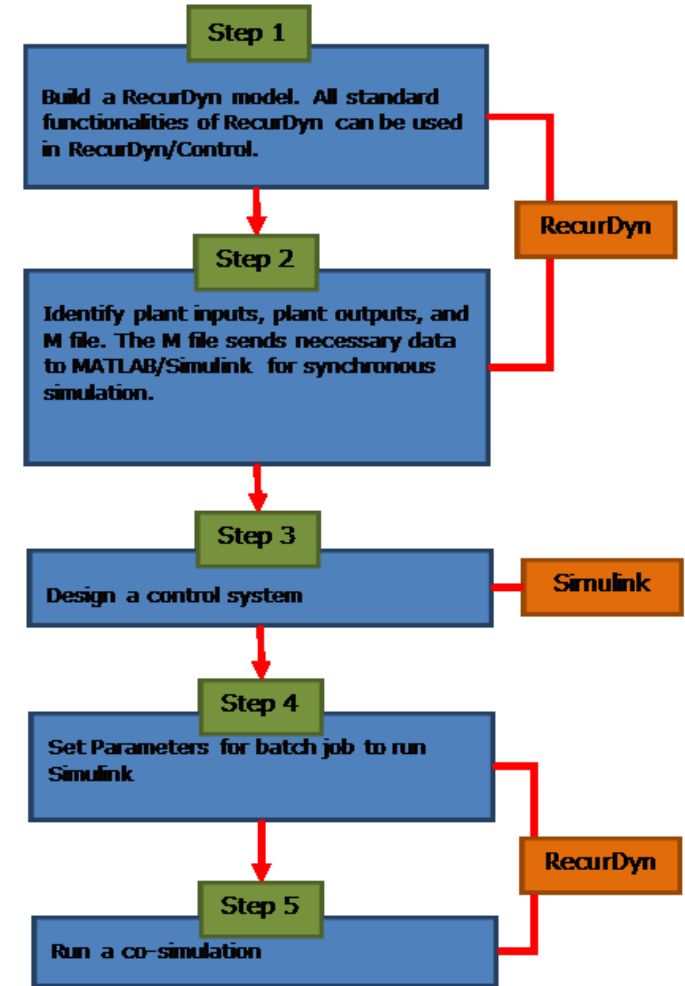 Step 1
Build a RecurDyn model. All standard
functionalities of RecurDyn can be used
in RecurDyn/Control.
RecurDyn
Step 2
Identify plant inputs, plant outputs, and
M file. The M file sends necessary data
to MATLAB/Simulink for synchronous
simulation.
Step 3
Design a control system
Simulink
Step 4
Set Parameters for batch job to run
Simulink
RecurDyn
Step 5
Run a co-simulation